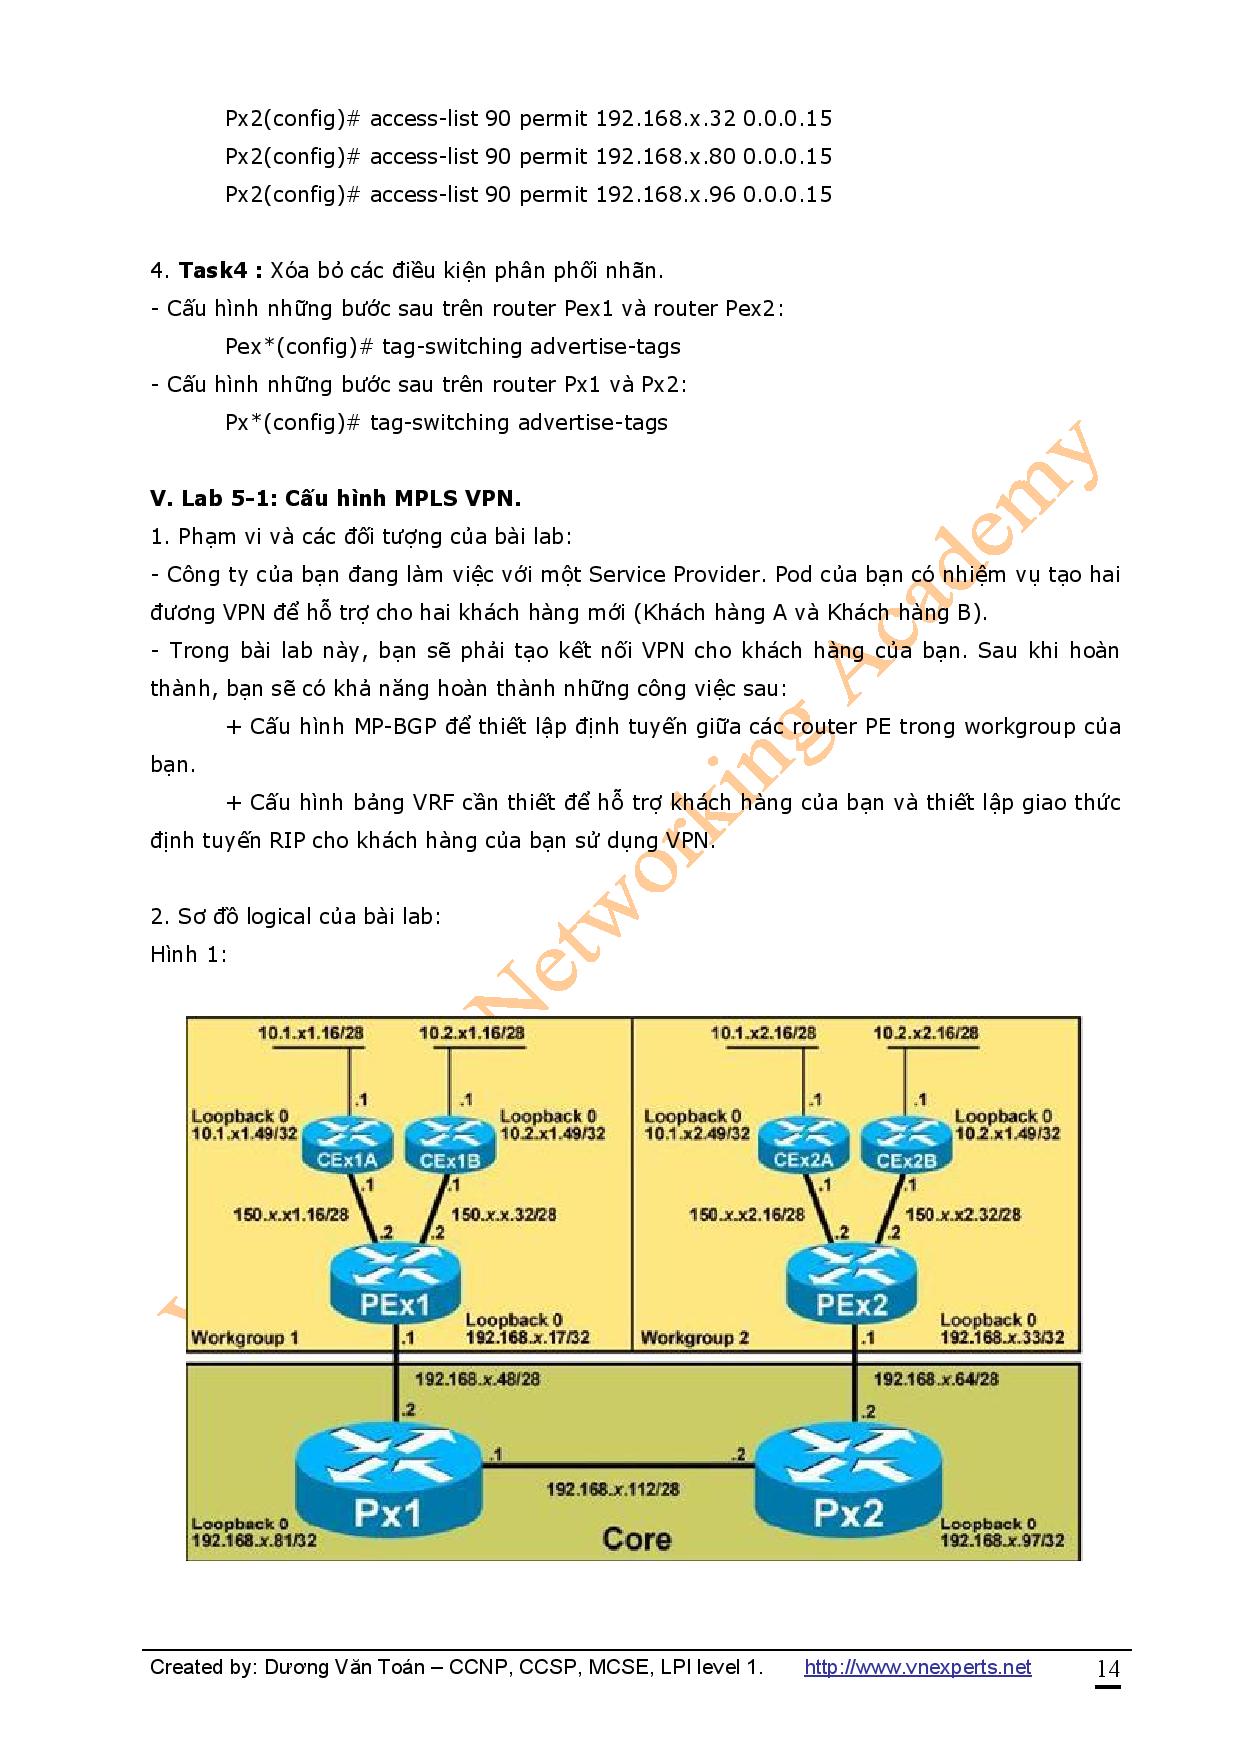 Px2(config)# access-list 90 permit 192.168.x.32 0.0.0.15
Px2(config)# access-list 90 permit 192.168.x.80 0.0.0.15
Px2(config)# access-list 90 permit 192.168.x.96 0.0.0.15
4. Task4 : Xóa bỏ các điều kiện phân phối nhãn.
- Cấu hình những bước sau trên router Pex1 và router Pex2:
Pex*(config)# tag-switching advertise-tags
- Cấu hình những bước sau trên router Px1 và Px2:
Px*(config)# tag-switching advertise-tags
V. Lab 5-1: Cấu hình MPLS VPN.
1. Phạm vi và các đối tượng của bài lab:
- Công ty của bạn đang làm việc với một Service Provider. Pod của bạn có nhiệm vụ tạo hai
đương VPN để hỗ trợ cho hai khách hàng mới (Khách hàng A và Khách hàng B).
- Trong bài lab này, bạn sẽ phải tạo kết nối VPN cho khách hàng của bạn. Sau khi hoàn
thành, bạn sẽ có khả năng hoàn thành những công việc sau:
+ Cấu hình MP-BGP để thiết lập định tuyến giữa các router PE trong workgroup của
bạn.
+ Cấu hình bảng VRF cần thiết để hỗ trợ khách hàng của bạn và thiết lập giao thức
định tuyến RIP cho khách hàng của bạn sử dụng VPN.
2. Sơ đồ logical của bài lab:
Hình 1:
Networking Academy
10.1.x1.16/28 10.2.x1.16/28 10.1.x2.16/28 10.2.x2.16/28
.1 .1 .1 .1
Loopback 0 Loopback 0 Loopback 0 Loopback 0
10.1.x1.49/32 10.2.x1.49/32 10.1.x2.49/32 10.2.x1.49/32
CEx1A CEx1B CEx2A CEx2B
.1 .1 .1 .1
150.x.x1.16/28 150.x.x.32/28 150.x.x2.16/28 150.x.x2.32/28
.2 .2 .2 .2
PEx1 PEx2
Loopback 0 Loopback 0
Workgroup 1 .1 192.168.x.17/32 Workgroup 2 .1 192.168.x.33/32
192.168.x.48/28 192.168.x.64/28
.2 .2
.1 .2
192.168.x.112/28
Px1 Px2
Loopback 0 Core Loopback 0
192.168.x.81/32 192.168.x.97/32
Created by: Dương Văn Toán – CCNP, CCSP, MCSE, LPI level 1. http://www.vnexperts.net 14